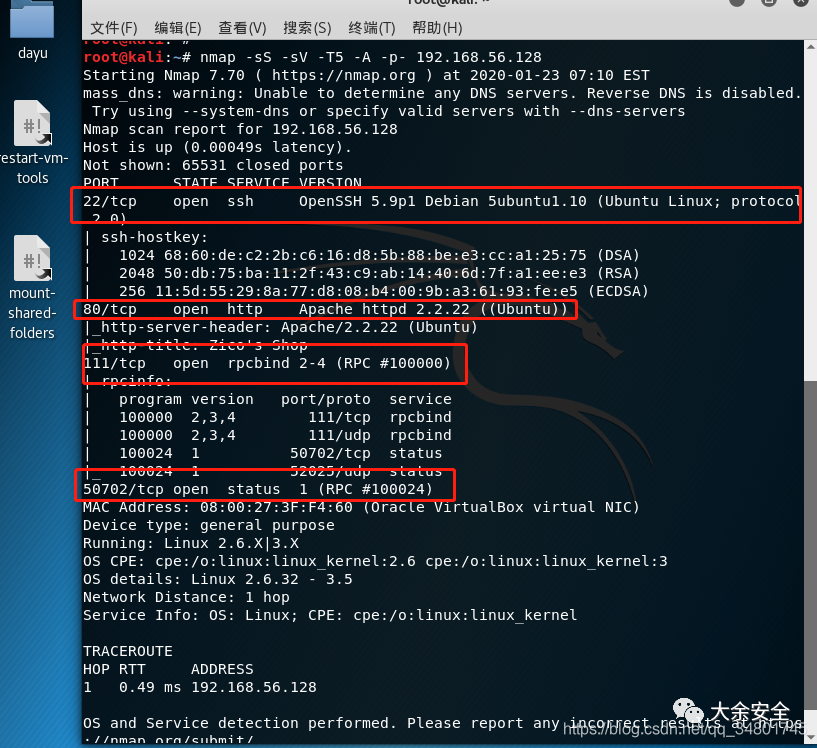 root@kali: ~
文件(F) 编辑(E) 查看(V) 搜索(S) 终端(T) 帮助(H)
dayu
restart-vm-
tools
mount-
shared-
folders
root@kali:~#
root@kali:~# nmap -sS -sV -T5 -A -p- 192.168.56.128
Starting Nmap 7.70 ( https://nmap.org ) at 2020-01-23 07:10 EST
mass_dns: warning: Unable to determine any DNS servers. Reverse DNS is disabled.
Try using --system-dns or specify valid servers with --dns-servers
Nmap scan report for 192.168.56.128
Host is up (0.00049s latency).
Not shown: 65531 closed ports
PORT STATE SERVICE VERSION
22/tcp open ssh OpenSSH 5.9p1 Debian 5ubuntu1.10 (Ubuntu Linux; protocol
2.0)
| ssh-hostkey:
| 1024 68:60:de:c2:2b:c6:16:d8:5b:88:be:e3:cc:a1:25:75 (DSA)
| 2048 50:db:75:ba:11:2f:43:c9:ab:14:40:6d:7f:a1:ee:e3 (RSA)
| 256 11:5d:55:29:8a:77:d8:08:b4:00:9b:a3:61:93:fe:e5 (ECDSA)
80/tcp open http Apache httpd 2.2.22 ((Ubuntu))
|_http-server-header: Apache/2.2.22 (Ubuntu)
|_http-title: Zico's Shop
111/tcp open rpcbind 2-4 (RPC #100000)
| rpcinfo:
| program version port/proto service
| 100000 2,3,4 111/tcp rpcbind
| 100000 2,3,4 111/udp rpcbind
| 100024 1 50702/tcp status
|_ 100024 1 52025/udp status
50702/tcp open status 1 (RPC #100024)
MAC Address: 08:00:27:3F:F4:60 (Oracle VirtualBox virtual NIC)
Device type: general purpose
Running: Linux 2.6.X|3.X
OS CPE: cpe:/o:linux:linux_kernel:2.6 cpe:/o:linux:linux_kernel:3
OS details: Linux 2.6.32 - 3.5
Network Distance: 1 hop
Service Info: OS: Linux; CPE: cpe:/o:linux:linux_kernel
TRACEROUTE
HOP RTT ADDRESS
1 0.49 ms 192.168.56.128
OS and Service detection performed. Please report any incorrect results at https
://nmap.org/submit/
大余安全
https://blog.csdn.net/qq_34801745